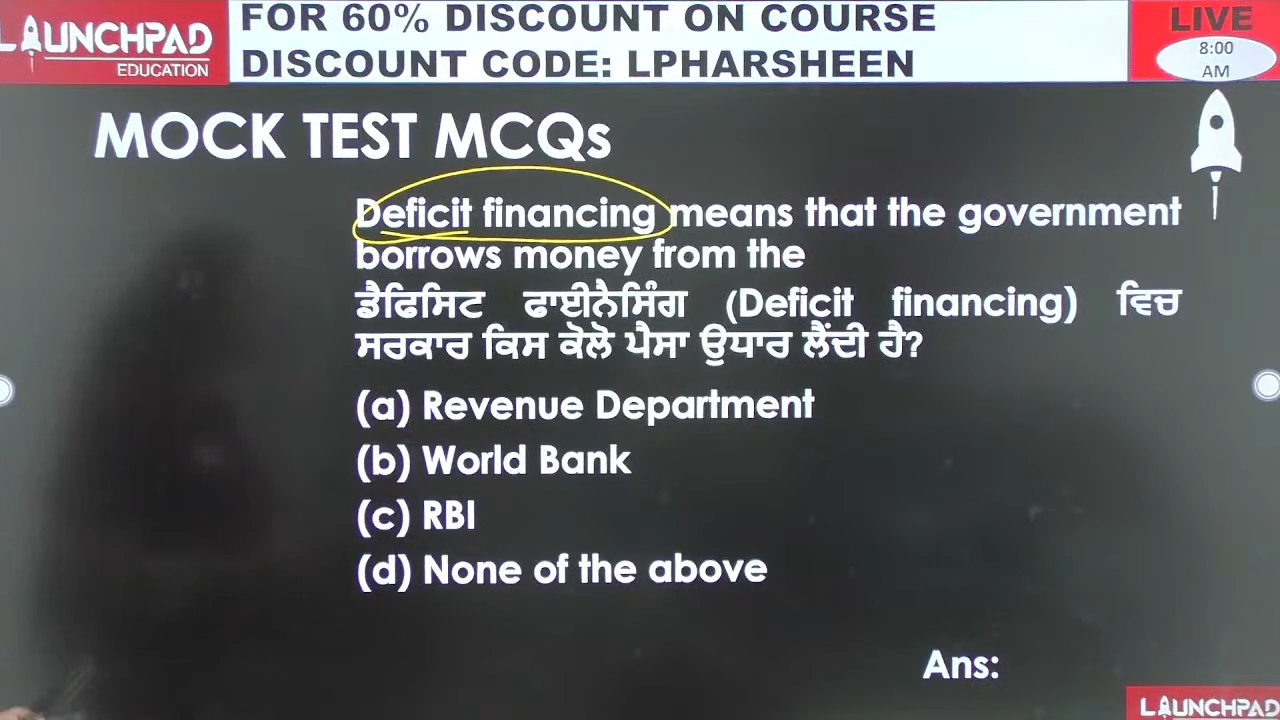 LAUNCHPAD
EDUCATION
FOR 60% DISCOUNT ON COURSE
DISCOUNT CODE: LPHARSHEEN
LIVE
8:00
AM
MOCK TEST MCQs
Deficit financing means that the government
borrows money from the
ਡੈਫਿਸਿਟ ਫਾਈਨੈਸਿੰਗ (Deficit financing) ਵਿਚ
ਸਰਕਾਰ ਕਿਸ ਕੋਲੋ ਪੈਸਾ ਉਧਾਰ ਲੈਂਦੀ ਹੈ?
(a) Revenue Department
(b) World Bank
(c) RBI
(d) None of the above
Ans:
LAUNCHPAD